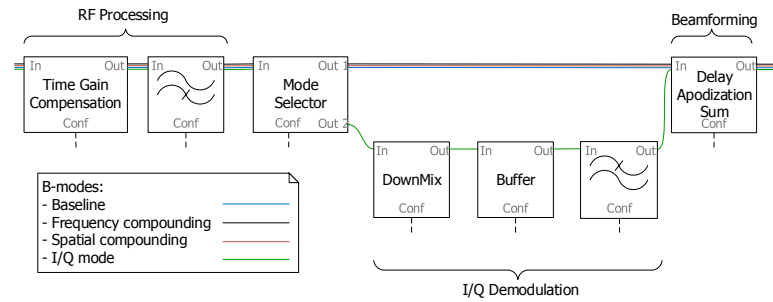 RF Processing
Beamforming
In Out
Time Gain
Compensation
Conf
In Out
Conf
In Out 1
Mode
Selector
Conf
Out 2
In
Delay
Apodization
Sum
Conf
In Out
DownMix
Conf
In Out
Buffer
Conf
In Out
Conf
B-modes:
- Baseline
- Frequency compounding
- Spatial compounding
- I/Q mode
I/Q Demodulation